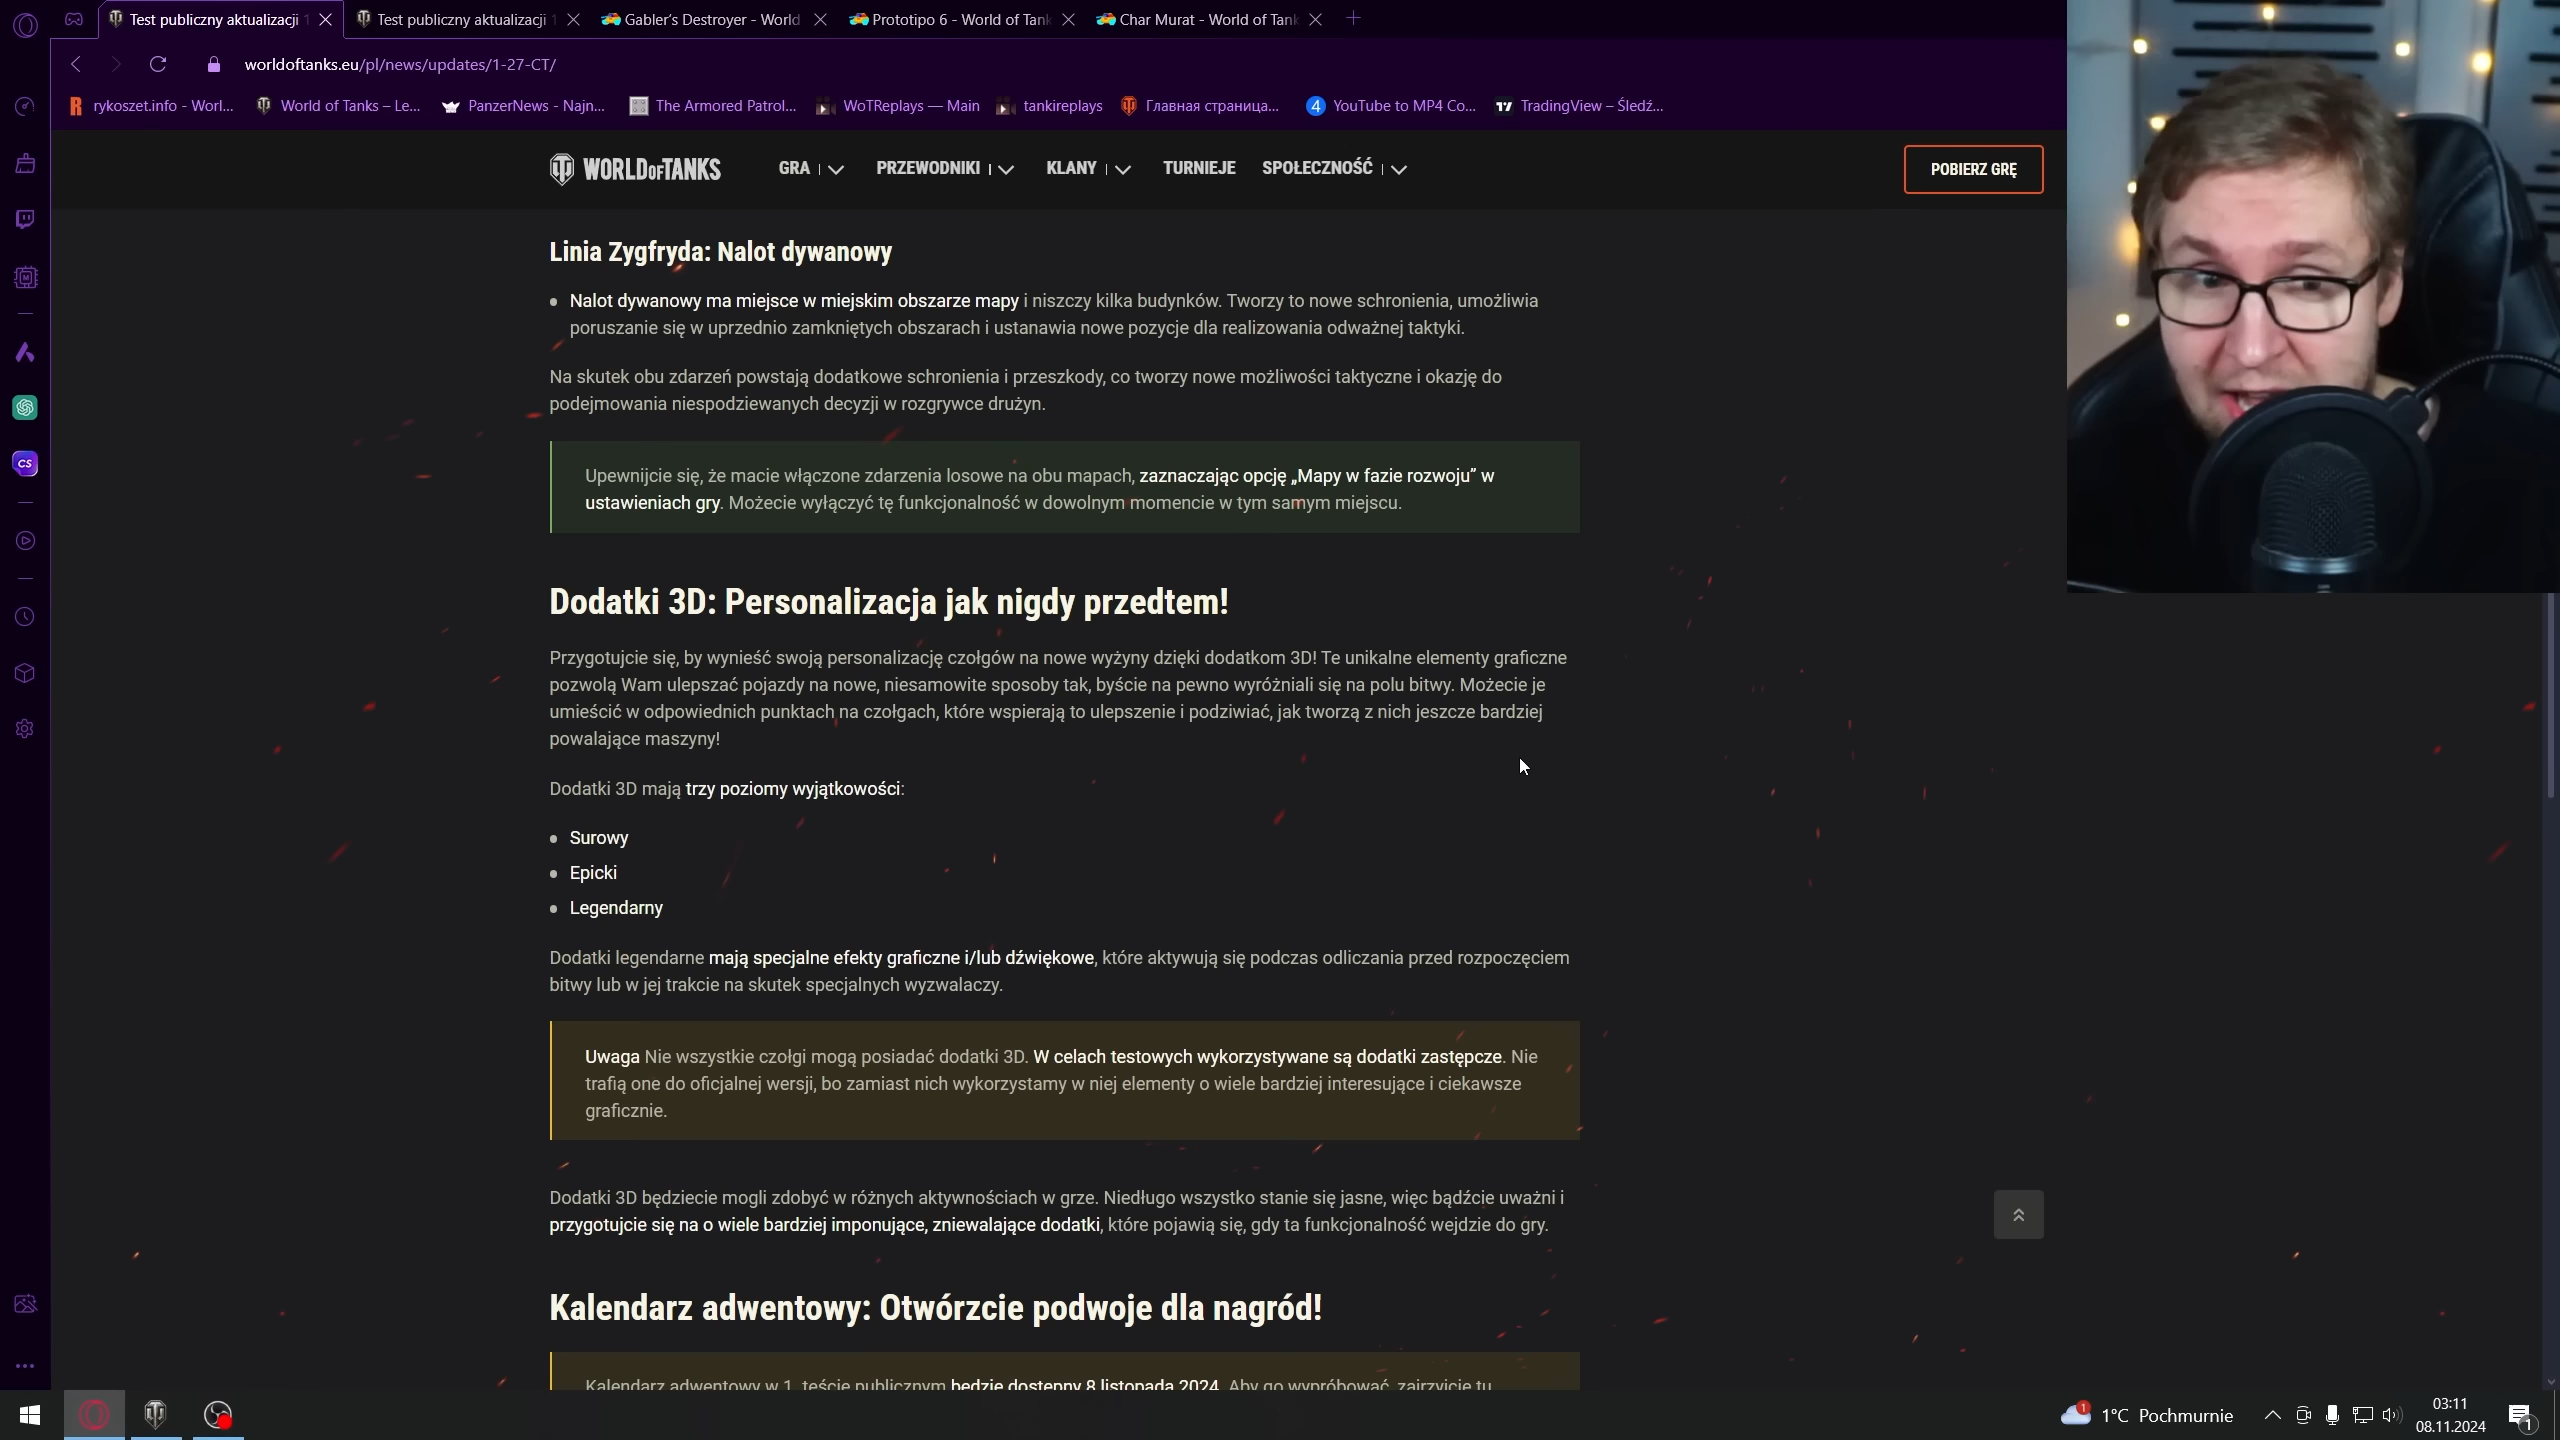 Test publiczny aktualizacji 1
Test publiczny aktualizacji 1
Gabler's Destroyer - World
Prototipo 6 - World of Tank
Char Murat - World of Tank
worldoftanks.eu/pl/news/updates/1-27-CT/
rykoszet.info - Worl...
World of Tanks – Le...
PanzerNews - Najn...
The Armored Patrol...
WoTReplays — Main
tankireplays
Главная страница...
4 YouTube to MP4 Co...
TradingView – Śledź...
WORLD OF TANKS
GRA
PRZEWODNIKI
KLANY
TURNIEJE
SPOŁECZNOŚĆ
POBIERZ GRĘ
CS
Linia Zygfryda: Nalot dywanowy
Nalot dywanowy ma miejsce w miejskim obszarze mapy i niszczy kilka budynków. Tworzy to nowe schronienia, umożliwia
poruszanie się w uprzednio zamkniętych obszarach i ustanawia nowe pozycje dla realizowania odważnej taktyki.
Na skutek obu zdarzeń powstają dodatkowe schronienia i przeszkody, co tworzy nowe możliwości taktyczne i okazję do
podejmowania niespodziewanych decyzji w rozgrywce drużyn.
Upewnijcie się, że macie włączone zdarzenia losowe na obu mapach, zaznaczając opcję „Mapy w fazie rozwoju” w
ustawieniach gry. Możecie wyłączyć tę funkcjonalność w dowolnym momencie w tym samym miejscu.
Dodatki 3D: Personalizacja jak nigdy przedtem!
Przygotujcie się, by wynieść swoją personalizację czołgów na nowe wyżyny dzięki dodatkom 3D! Te unikalne elementy graficzne
pozwolą Wam ulepszać pojazdy na nowe, niesamowite sposoby tak, byście na pewno wyróżniali się na polu bitwy. Możecie je
umieścić w odpowiednich punktach na czołgach, które wspierają to ulepszenie i podziwiać, jak tworzą z nich jeszcze bardziej
powalające maszyny!
Dodatki 3D mają trzy poziomy wyjątkowości:
Surowy
Epicki
Legendarny
Dodatki legendarne mają specjalne efekty graficzne i/lub dźwiękowe, które aktywują się podczas odliczania przed rozpoczęciem
bitwy lub w jej trakcie na skutek specjalnych wyzwalaczy.
Uwaga Nie wszystkie czołgi mogą posiadać dodatki 3D. W celach testowych wykorzystywane są dodatki zastępcze. Nie
trafią one do oficjalnej wersji, bo zamiast nich wykorzystamy w niej elementy o wiele bardziej interesujące i ciekawsze
graficznie.
Dodatki 3D będziecie mogli zdobyć w różnych aktywnościach w grze. Niedługo wszystko stanie się jasne, więc bądźcie uważni i
przygotujcie się na o wiele bardziej imponujące, zniewalające dodatki, które pojawią się, gdy ta funkcjonalność wejdzie do gry.
Kalendarz adwentowy: Otwórzcie podwoje dla nagród!
Kalendarz adwentowy w 1. teście publicznym będzie dostępny 8 listopada 2024. Aby go wypróbować, zajrzyjcie tu
1
1°C Pochmurnie
03:11
08.11.2024
1